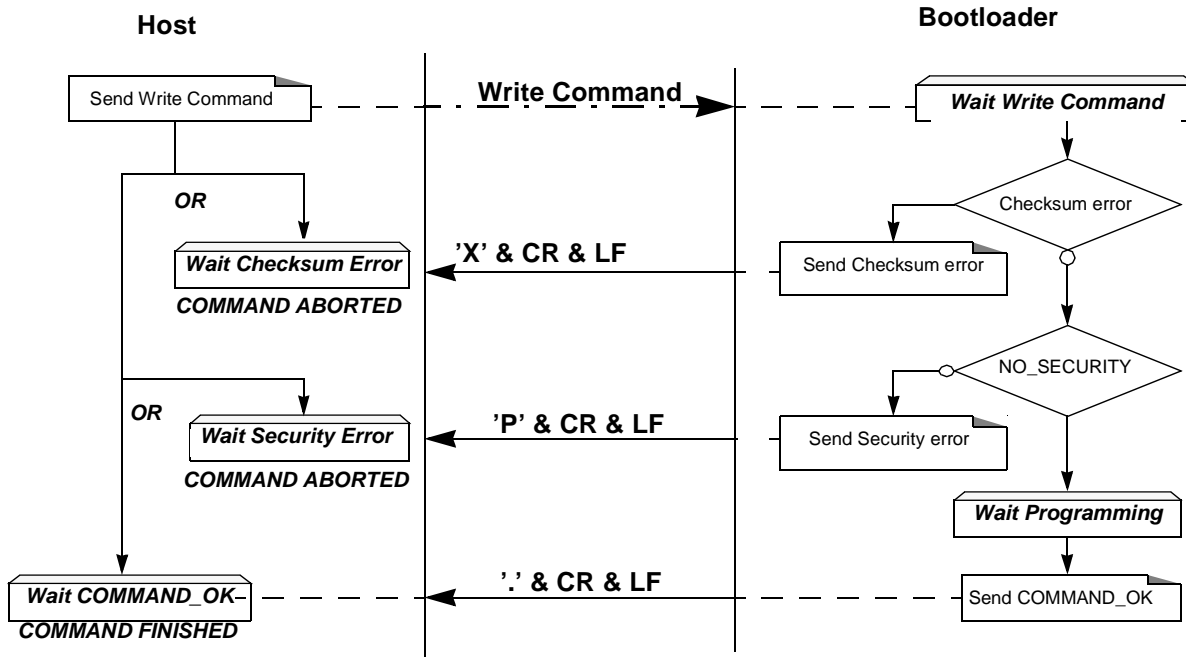 Host
Bootloader
Send Write Command
Write Command
Wait Write Command
OR
Checksum error
Wait Checksum Error
'X' & CR & LF
Send Checksum error
COMMAND ABORTED
NO_SECURITY
OR
Wait Security Error
'P' & CR & LF
Send Security error
COMMAND ABORTED
Wait Programming
Wait COMMAND_OK
'.' & CR & LF
Send COMMAND_OK
COMMAND FINISHED